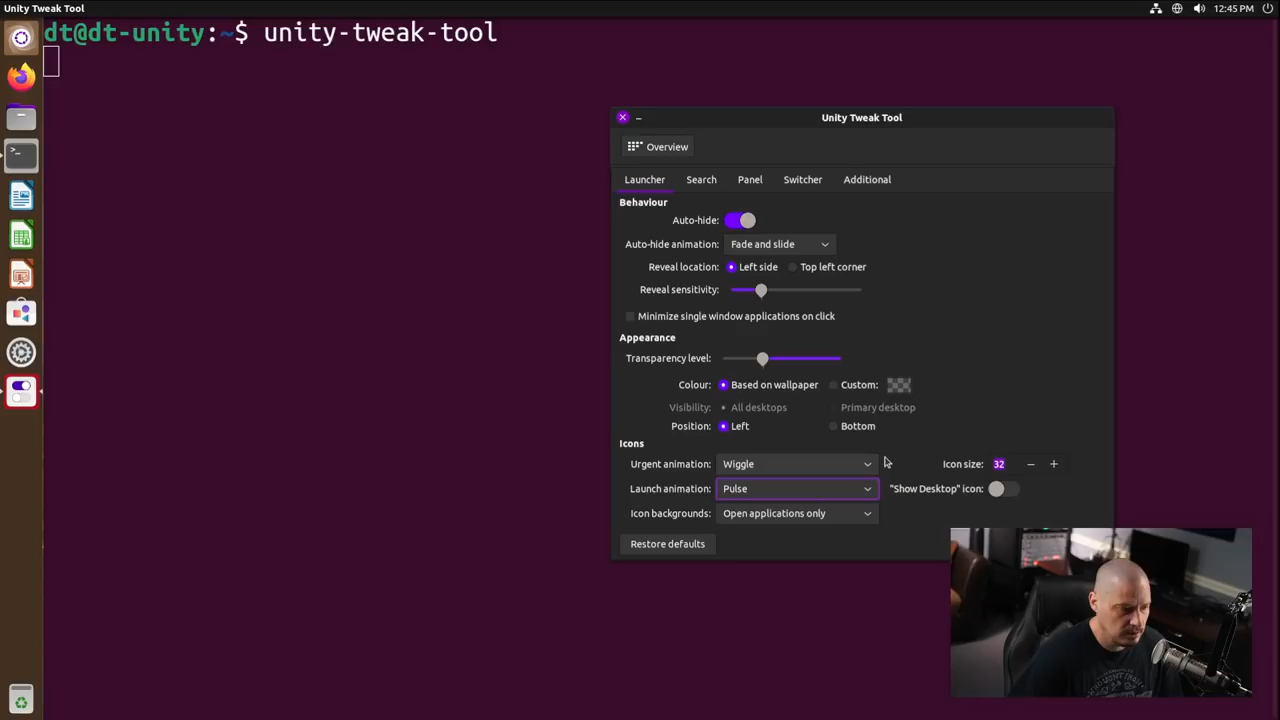 Unity Tweak Tool
12:45 PM
dt@dt-unity:~$ unity-tweak-tool
Unity Tweak Tool
Overview
Launcher Search Panel Switcher Additional
Behaviour
Auto-hide:
Auto-hide animation: Fade and slide
Reveal location: Left side Top left corner
Reveal sensitivity:
Minimize single window applications on click
Appearance
Transparency level:
Colour: Based on wallpaper Custom:
Visibility: All desktops Primary desktop
Position: Left Bottom
Icons
Urgent animation: Wiggle Icon size: 32 − +
Launch animation: Pulse "Show Desktop" icon:
Icon backgrounds: Open applications only
Restore defaults